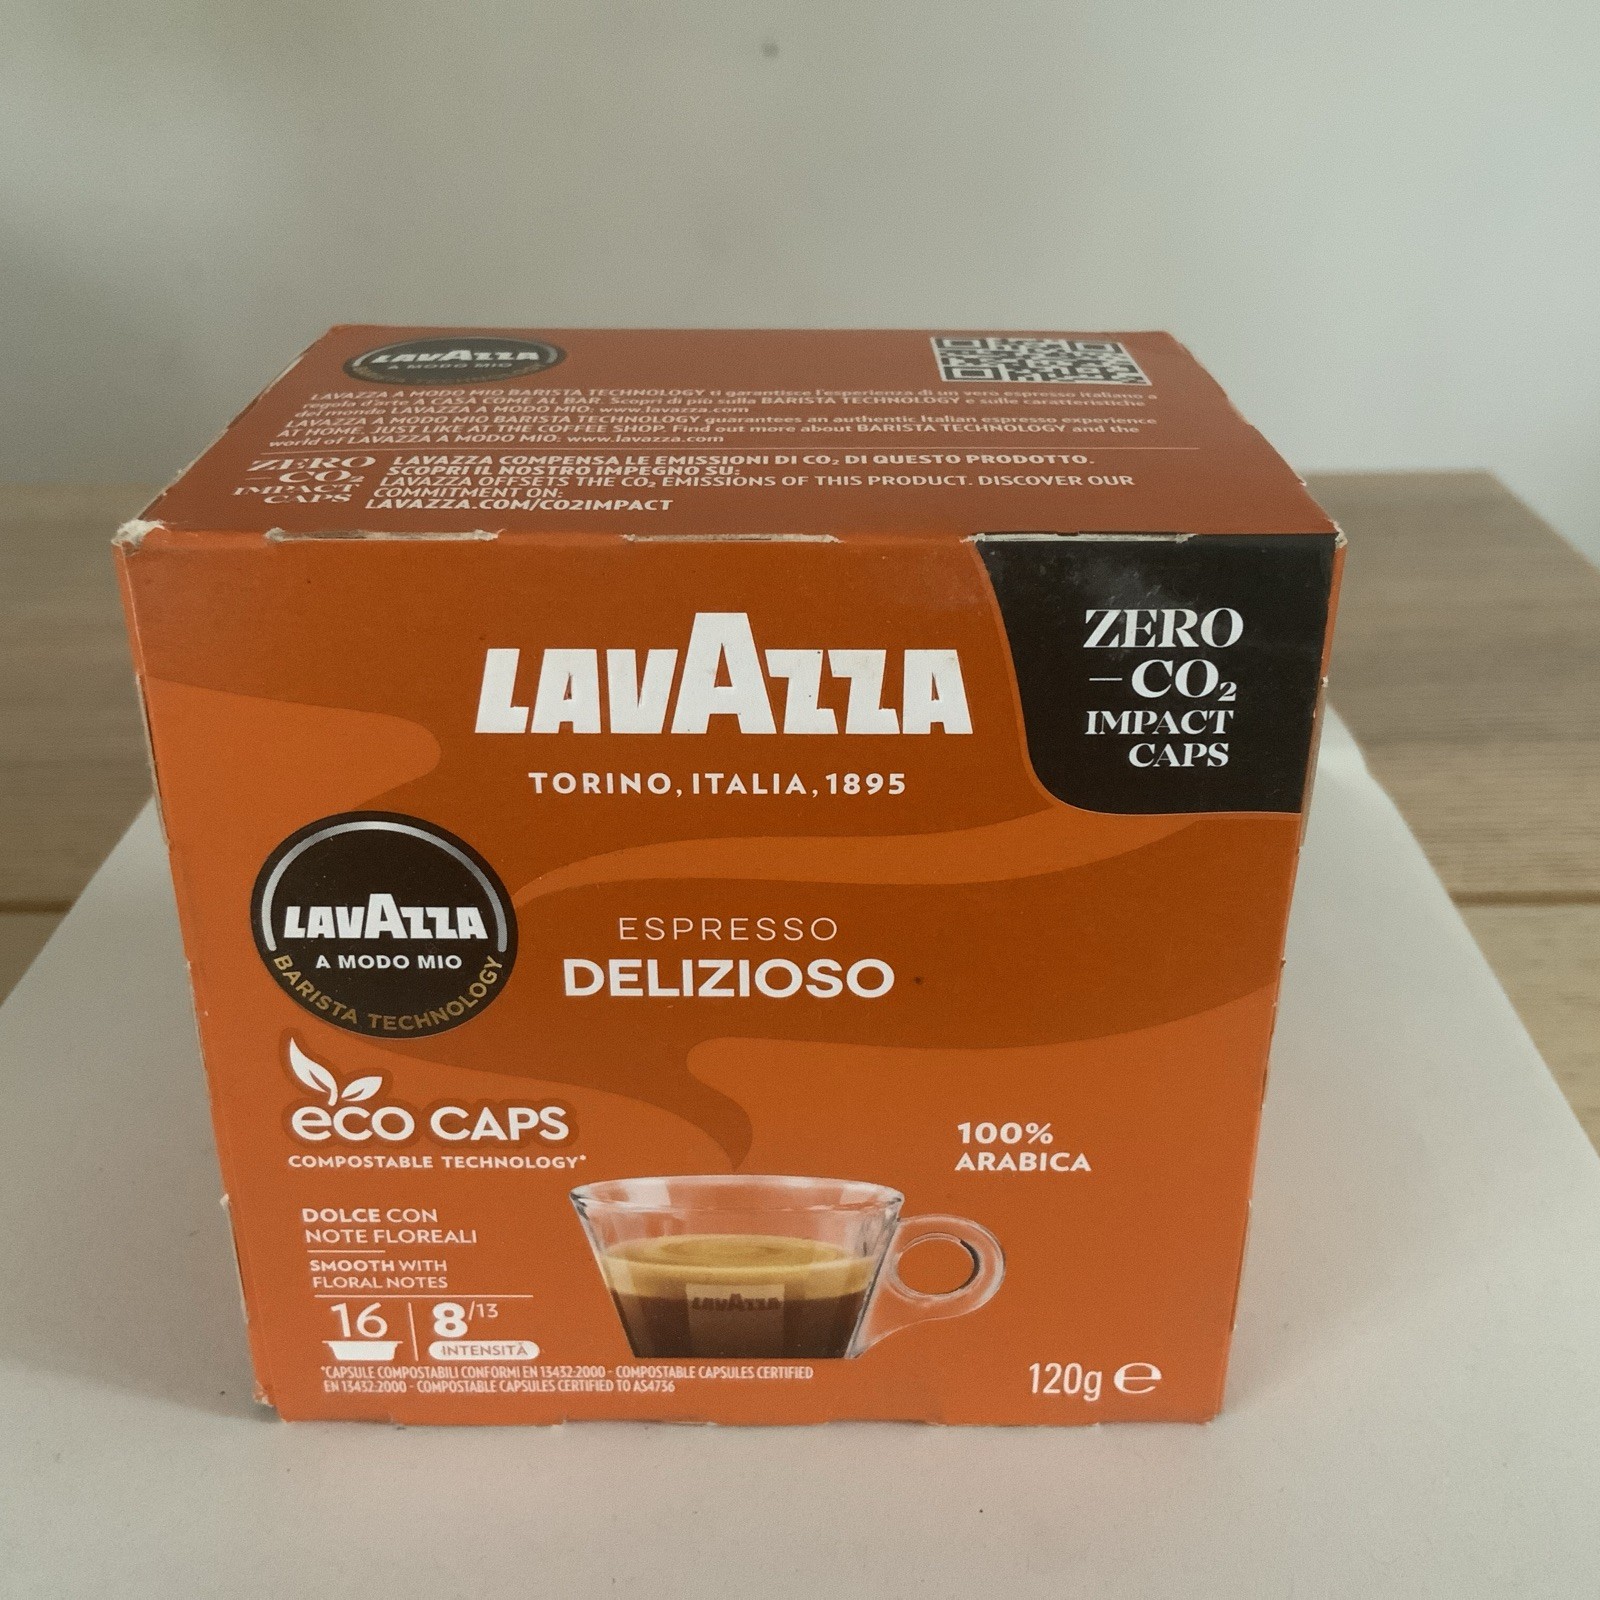 LAVAZZA
A MODO MIO
LAVAZZA A MODO MIO BARISTA TECHNOLOGY ti garantisce l'esperienza di un vero espresso italiano a
A CASA COME AL BAR. Scopri di più sulla BARISTA TECHNOLOGY e sulle caratteristiche
del mondo LAVAZZA A MODO MIO: www.lavazza.com
LAVAZZA A MODO MIO BARISTA TECHNOLOGY guarantees an authentic Italian espresso experience
AT HOME, JUST LIKE AT THE COFFEE SHOP. Find our more about BARISTA TECHNOLOGY and the
world of LAVAZZA A MODO MIO: www.lavazza.com
ZERO
CO₂
IMPACT
CAPS
LAVAZZA COMPENSA LE EMISSIONI DI CO₂ DI QUESTO PRODOTTO.
SCOPRI IL NOSTRO IMPEGNO SU:
LAVAZZA OFFSETS THE CO₂ EMISSIONS OF THIS PRODUCT. DISCOVER OUR
COMMITMENT ON:
LAVAZZA.COM/CO2IMPACT
LAVAZZA
TORINO, ITALIA, 1895
ZERO
—CO₂
IMPACT
CAPS
LAVAZZA
A MODO MIO
BARISTA TECHNOLOGY
ESPRESSO
DELIZIOSO
eco CAPS
COMPOSTABLE TECHNOLOGY*
100%
ARABICA
DOLCE CON
NOTE FLOREALI
SMOOTH WITH
FLORAL NOTES
16
8/13
INTENSITÀ
LAVAZZA
*CAPSULE COMPOSTABILI CONFORMI EN 13432:2000 - COMPOSTABLE CAPSULES CERTIFIED
EN 13432:2000 - COMPOSTABLE CAPSULES CERTIFIED TO AS4736
120g ℮